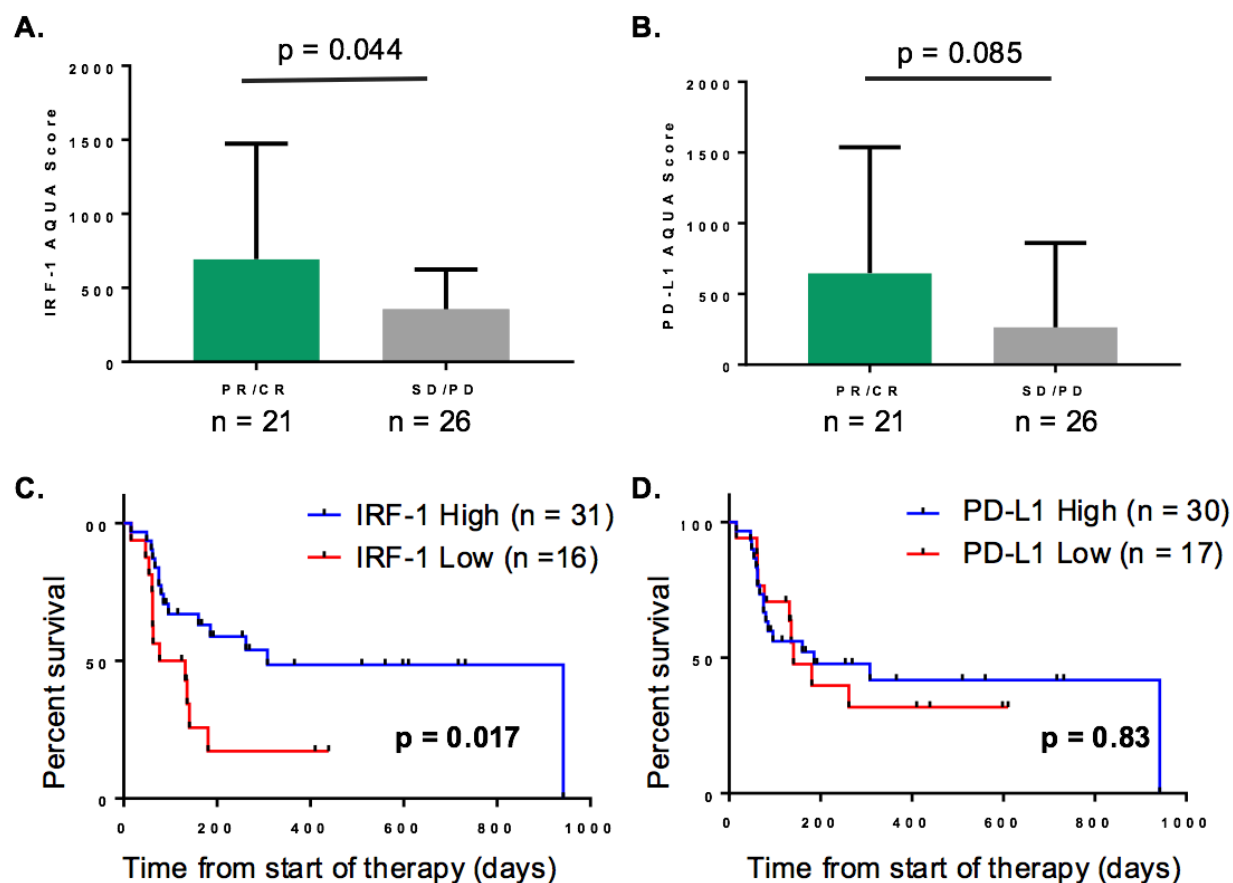 A.
p = 0.044
2000
1500
1000
500
0
IRF-1 AQUA Score
PR/CR
SD/PD
n = 21
n = 26
B.
p = 0.085
2000
1500
1000
500
0
PD-L1 AQUA Score
PR/CR
SD/PD
n = 21
n = 26
C.
IRF-1 High (n = 31)
IRF-1 Low (n =16)
00
50
0
Percent survival
p = 0.017
0 200 400 600 800 1000
Time from start of therapy (days)
D.
PD-L1 High (n = 30)
PD-L1 Low (n = 17)
100
50
0
Percent survival
p = 0.83
0 200 400 600 800 1000
Time from start of therapy (days)